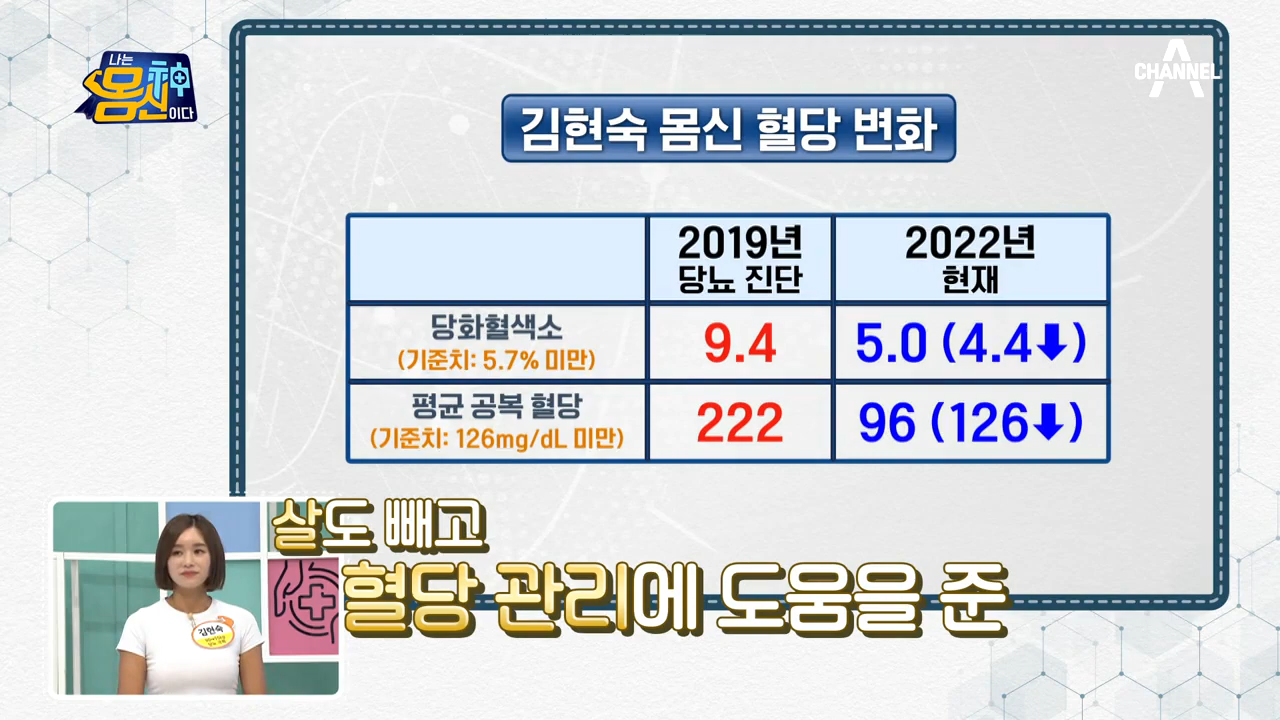 나는
몸神
신이다
CHANNEL A
김현숙 몸신 혈당 변화
2019년
당뇨 진단
2022년
현재
당화혈색소
(기준치: 5.7% 미만)
9.4
5.0 (4.4⬇)
평균 공복 혈당
(기준치: 126mg/dL 미만)
222
96 (126⬇)
살도 빼고
혈당 관리에 도움을 준
김현숙